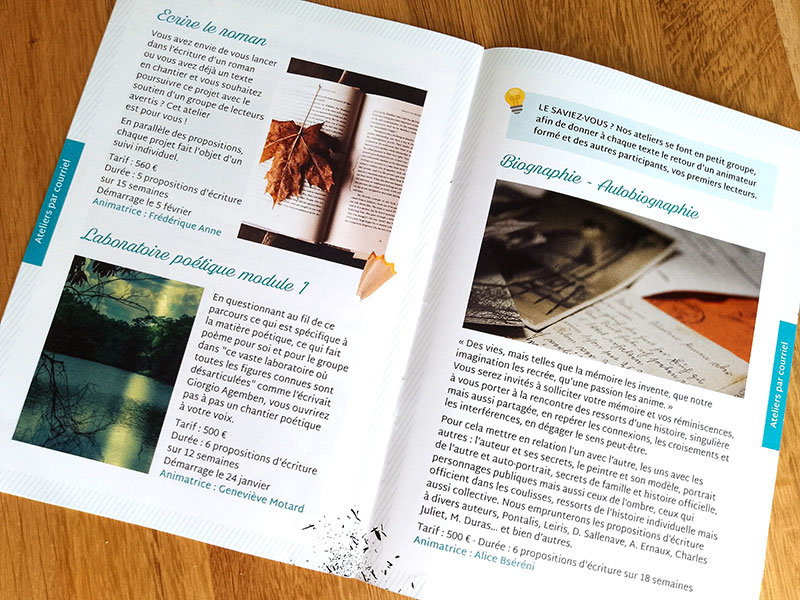 Ateliers par courriel
Ecrire le roman
Vous avez envie de vous lancer
dans l'écriture d'un roman
ou vous avez déjà un texte
en chantier et vous souhaitez
poursuivre ce projet avec le
soutien d'un groupe de lecteurs
avertis ? Cet atelier
est pour vous !
En parallèle des propositions,
chaque projet fait l'objet d'un
suivi individuel.
Tarif : 560 €
Durée : 5 propositions d'écriture
sur 15 semaines
Démarrage le 5 février
Animatrice : Frédérique Anne
Laboratoire poétique module 1
En questionnant au fil de ce
parcours ce qui est spécifique à
la matière poétique, ce qui fait
poème pour soi et pour le groupe
dans "ce vaste laboratoire où
toutes les figures connues sont
désarticulées" comme l'écrivait
Giorgio Agemben, vous ouvrirez
pas à pas un chantier poétique
à votre voix.
Tarif : 500 €
Durée : 6 propositions d'écriture
sur 12 semaines
Démarrage le 24 janvier
Animatrice : Geneviève Motard
LE SAVIEZ-VOUS ? Nos ateliers se font en petit groupe,
afin de donner à chaque texte le retour d'un animateur
formé et des autres participants, vos premiers lecteurs.
Biographie - Autobiographie
« Des vies, mais telles que la mémoire les invente, que notre
imagination les recrée, qu'une passion les anime. »
Vous serez invités à solliciter votre mémoire et vos réminiscences,
à vous porter à la rencontre des ressorts d'une histoire, singulière
mais aussi partagée, en repérer les connexions, les croisements et
les interférences, en dégager le sens peut-être.
Pour cela mettre en relation l'un avec l'autre, les uns avec les
autres : l'auteur et ses secrets, le peintre et son modèle, portrait
de l'autre et auto-portrait, secrets de famille et histoire officielle,
personnages publiques mais aussi ceux de l'ombre, ceux qui
officient dans les coulisses, ressorts de l'histoire individuelle mais
aussi collective. Nous emprunterons les propositions d'écriture
à divers auteurs, Pontalis, Leiris, D. Sallenave, A. Ernaux, Charles
Juliet, M. Duras... et bien d'autres.
Tarif : 500 € - Durée : 6 propositions d'écriture sur 18 semaines
Animatrice : Alice Bséréni
Ateliers par courriel